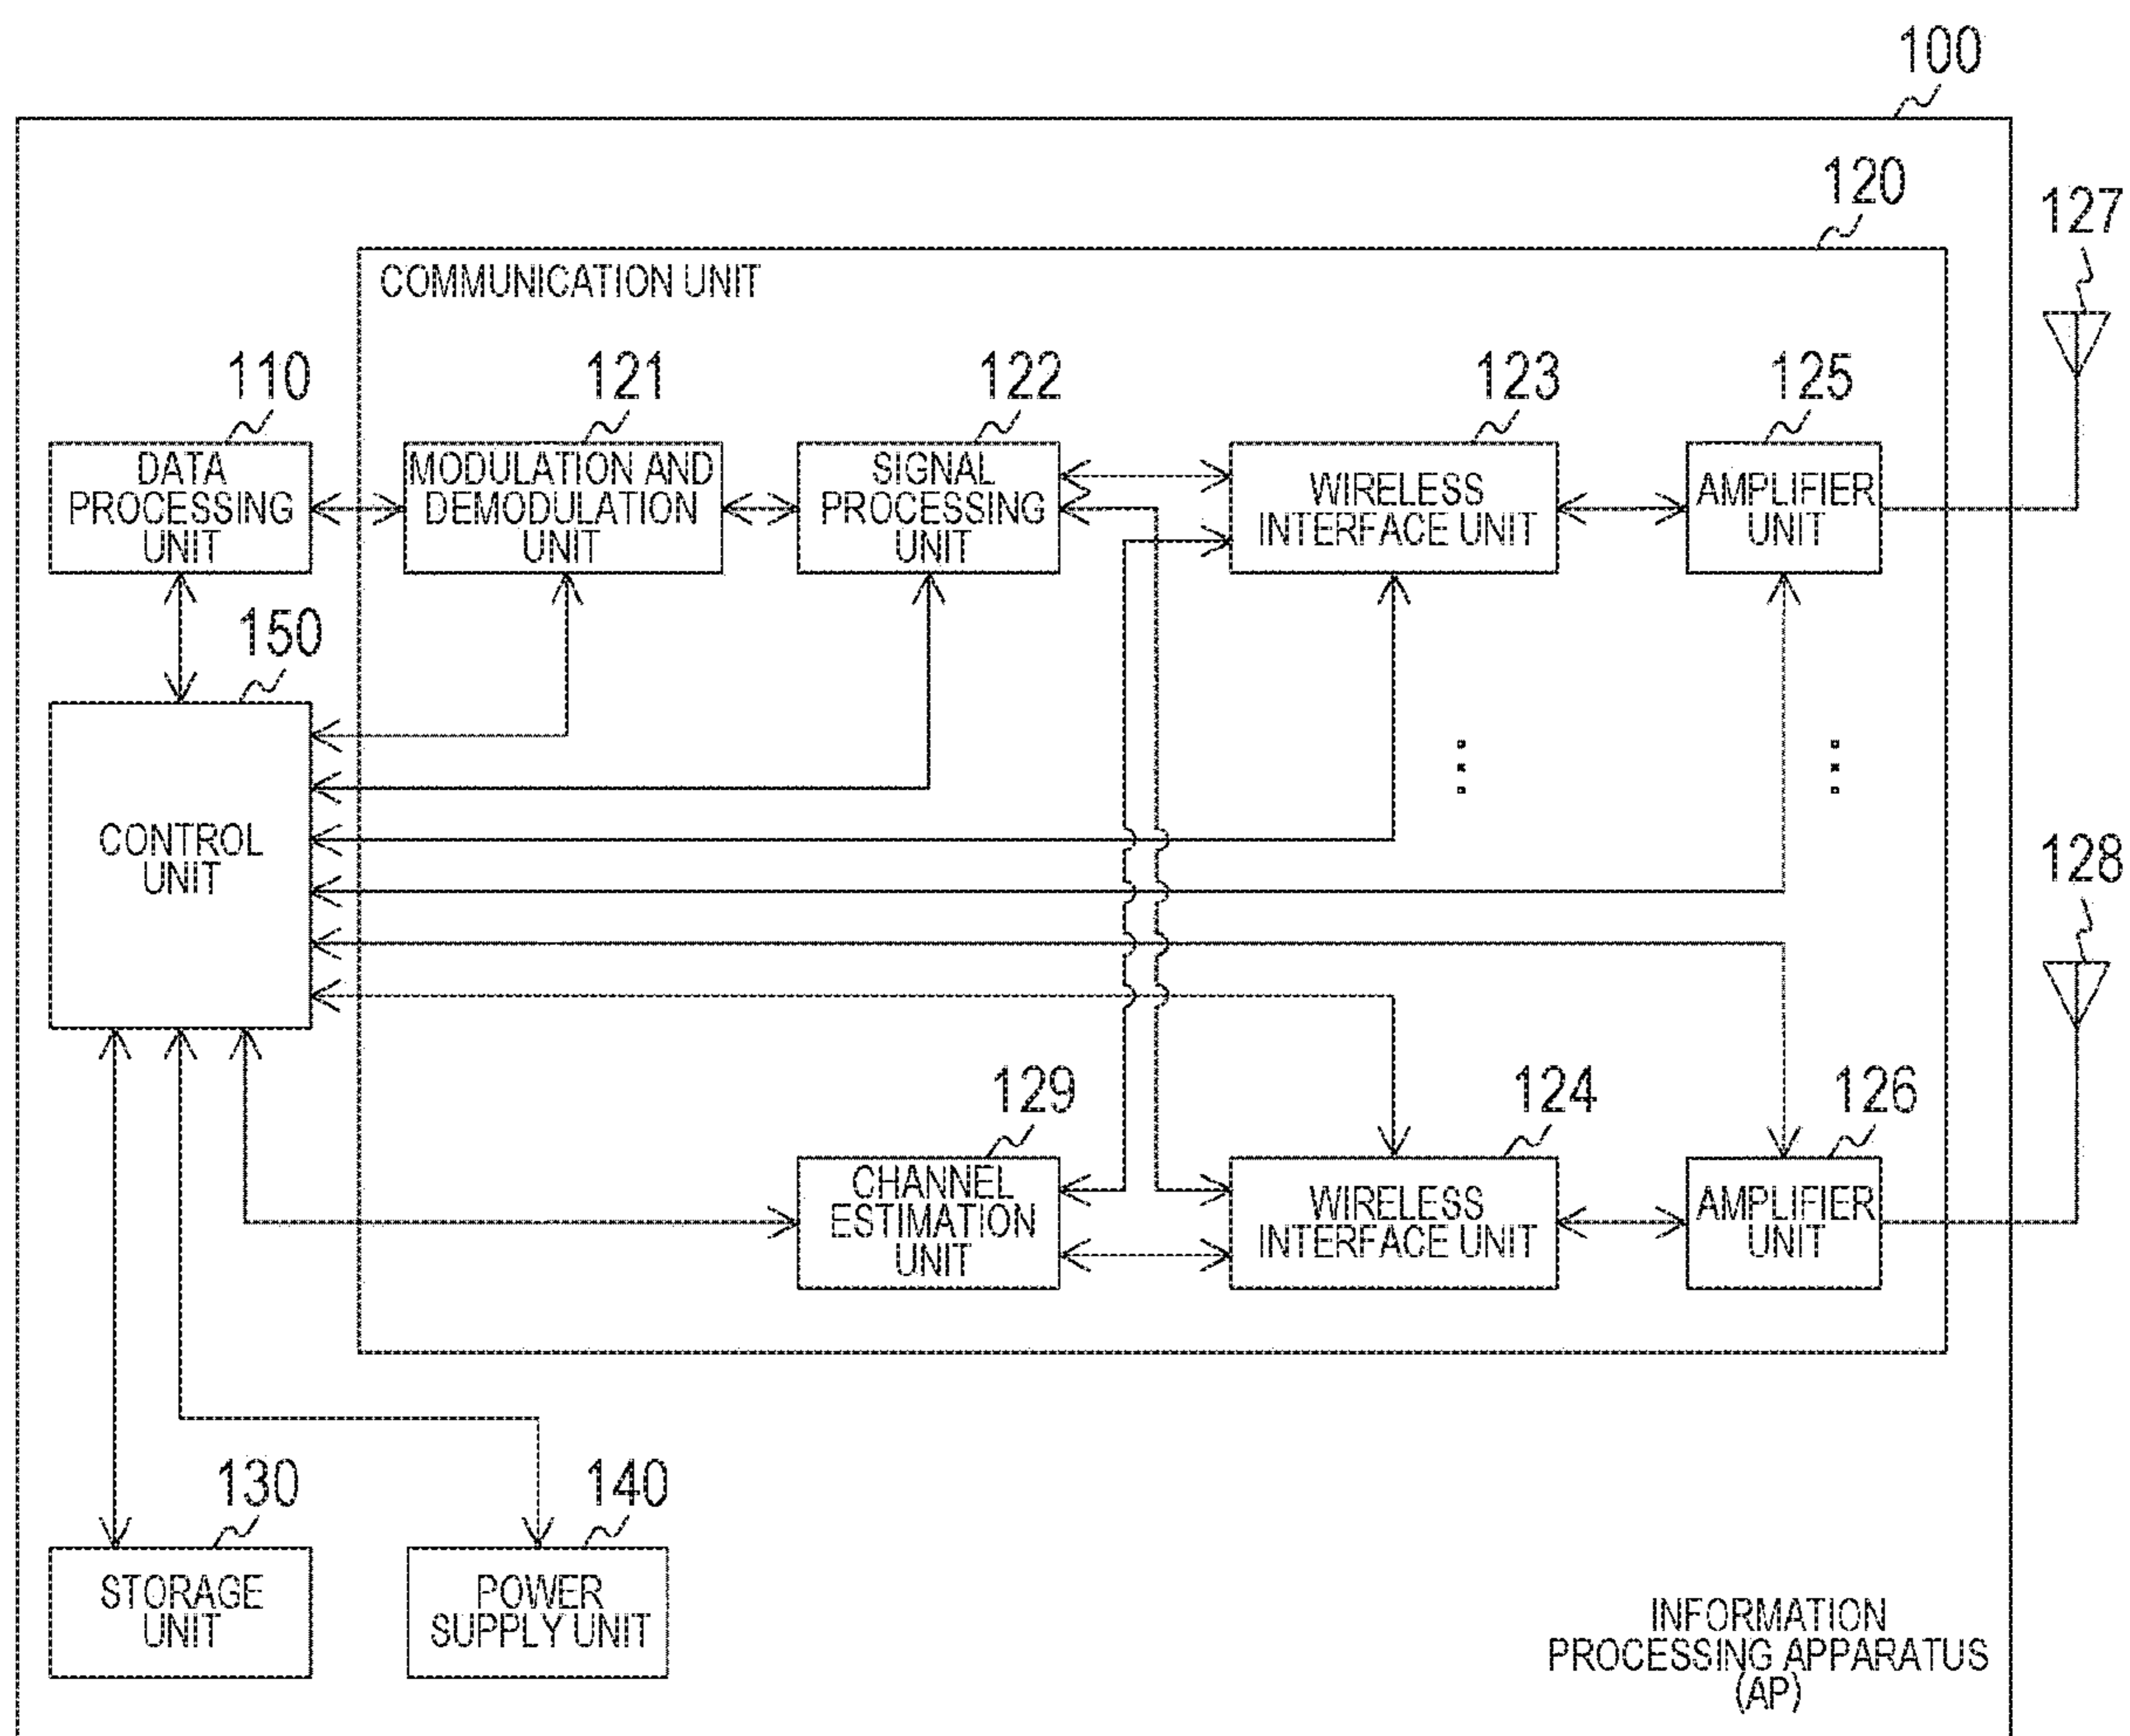 100
120
127
COMMUNICATION UNIT
110
121
122
123
125
DATA
PROCESSING
UNIT
MODULATION AND
DEMODULATION
UNIT
SIGNAL
PROCESSING
UNIT
WIRELESS
INTERFACE UNIT
AMPLIFIER
UNIT
150
CONTROL
UNIT
128
129
124
126
CHANNEL
ESTIMATION
UNIT
WIRELESS
INTERFACE UNIT
AMPLIFIER
UNIT
130
140
STORAGE
UNIT
POWER
SUPPLY UNIT
INFORMATION
PROCESSING APPARATUS
(AP)